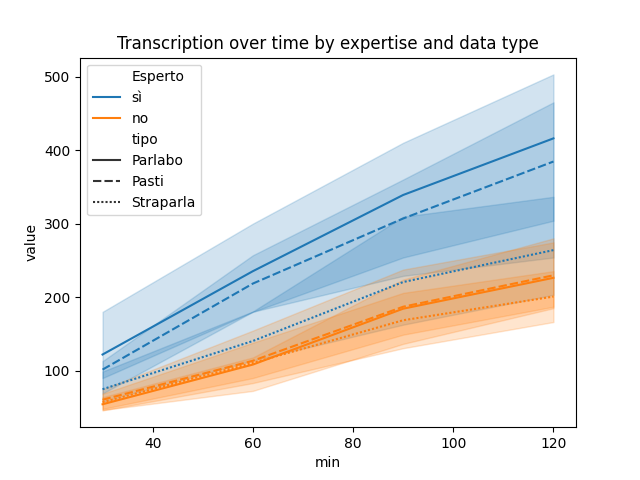 Transcription over time by expertise and data type
500
400
300
200
100
value
Esperto
sì
no
tipo
Parlabo
Pasti
Straparla
40
60
80
100
120
min